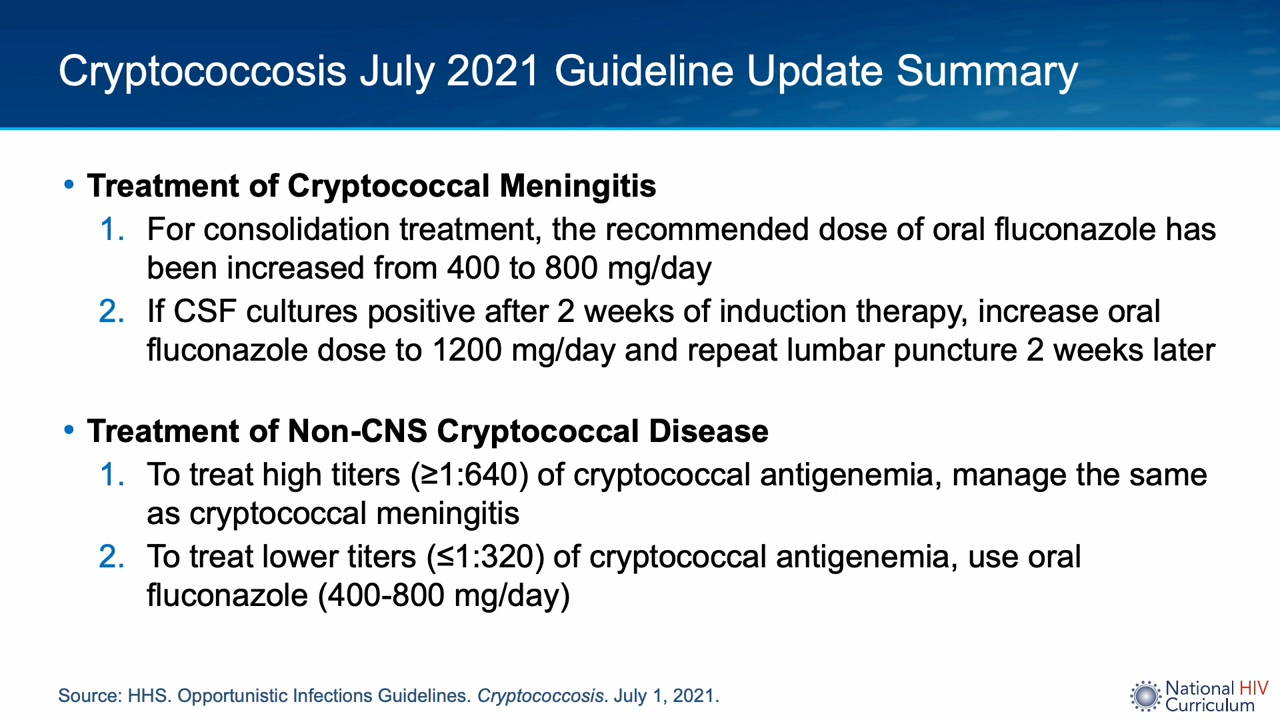 Cryptococcosis July 2021 Guideline Update Summary
• Treatment of Cryptococcal Meningitis
1. For consolidation treatment, the recommended dose of oral fluconazole has
been increased from 400 to 800 mg/day
2. If CSF cultures positive after 2 weeks of induction therapy, increase oral
fluconazole dose to 1200 mg/day and repeat lumbar puncture 2 weeks later
• Treatment of Non-CNS Cryptococcal Disease
1. To treat high titers (≥1:640) of cryptococcal antigenemia, manage the same
as cryptococcal meningitis
2. To treat lower titers (≤1:320) of cryptococcal antigenemia, use oral
fluconazole (400-800 mg/day)
Source: HHS. Opportunistic Infections Guidelines. Cryptococcosis. July 1, 2021.
National HIV
Curriculum